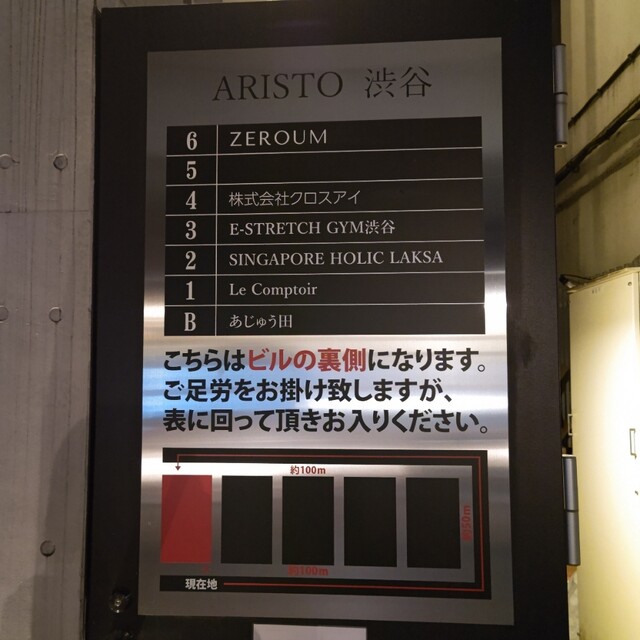 ARISTO 渋谷
6 ZEROUM
5
4 株式会社クロスアイ
3 E-STRETCH GYM渋谷
2 SINGAPORE HOLIC LAKSA
1 Le Comptoir
B あじゅう田
こちらはビルの裏側になります。
ご足労をお掛け致しますが、
表に回って頂きお入りください。
約100m
約50m
約100m
現在地